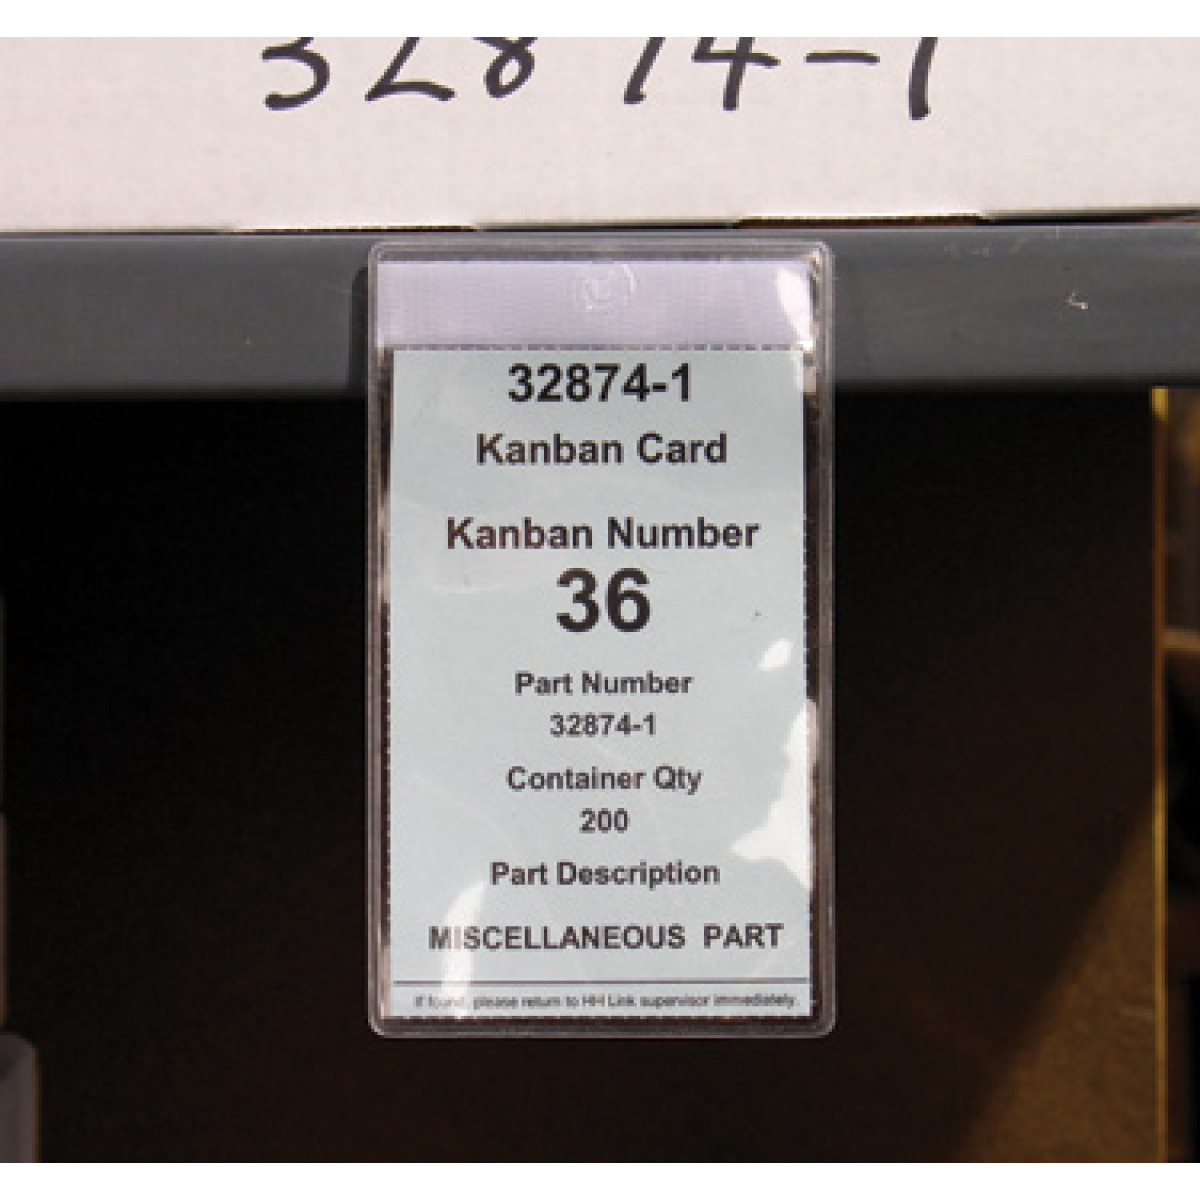 32874-1
32874-1
Kanban Card
Kanban Number
36
Part Number
32874-1
Container Qty
200
Part Description
MISCELLANEOUS PART
If found, please return to HH Link supervisor immediately.